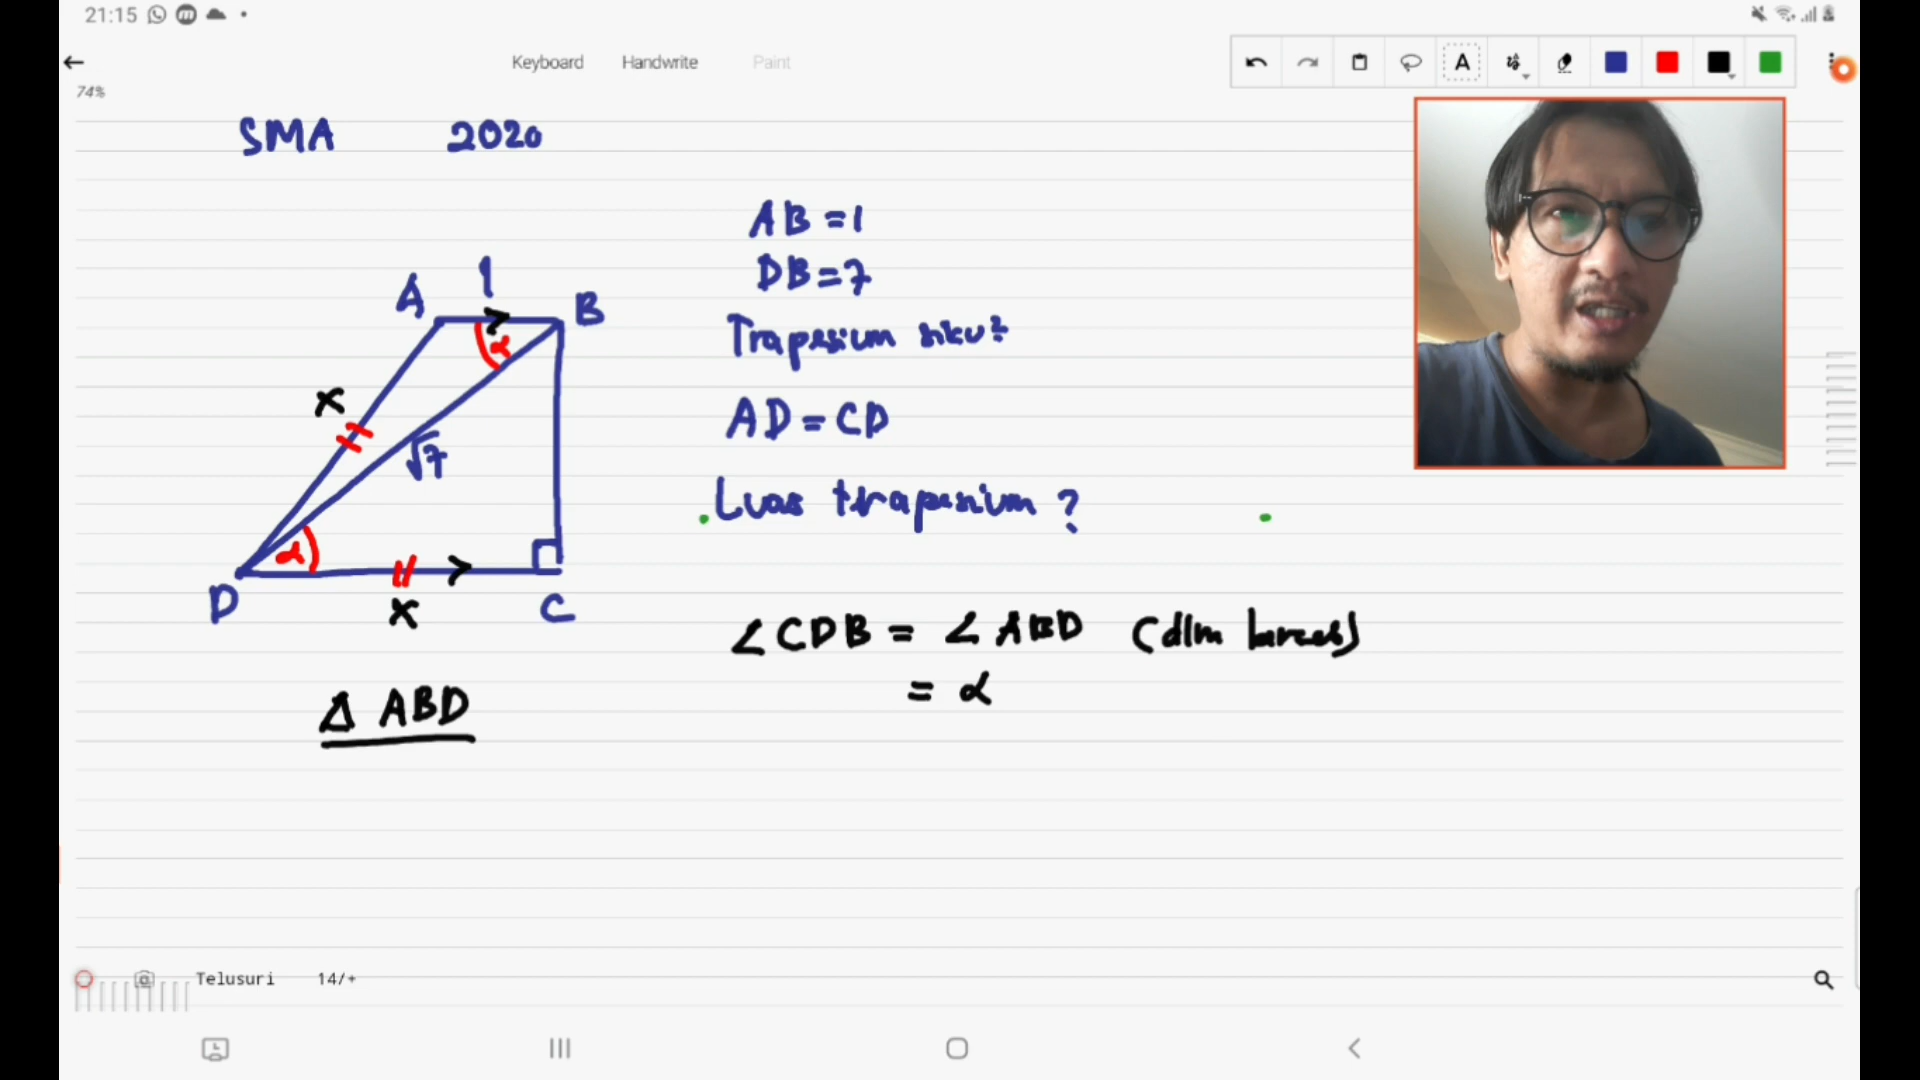 21:15
Keyboard Handwrite Paint
A
74%
SMA 2020
AB = 1
DB = 7
Trapesium siku²
AD = CD
Luas trapesium ?
A 1 B
α
x
√7
α
D x C
∠CDB = ∠ABD (dlm
= α
Δ ABD
Telusuri 14/+